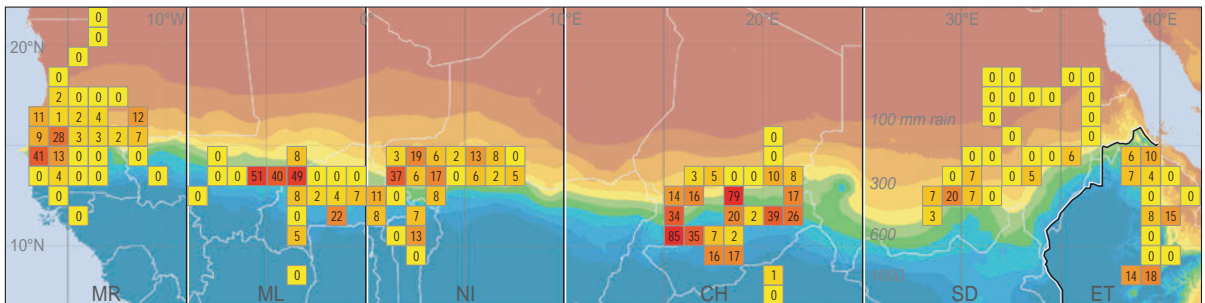 0 10°W 0 10°E 20°E 30°E 40°E
0
20°N
0
0 0 0 0 0
2 0 0 0 0 0 0 0 0
11 1 2 4 12 100 mm rain 0 0
9 28 3 3 2 7 0 0 0
41 13 0 0 0 0 8 3 19 6 2 13 8 0 0 0 0 0 0 6 6 10
0 4 0 0 0 0 0 51 40 49 0 0 0 37 6 17 0 6 2 5 3 5 0 0 10 8 300 0 0 0 5 7 4 0
0 0 8 2 4 7 11 0 8 14 16 79 17 7 20 7 0 0 0
0 0 22 8 7 34 20 2 39 26 3 8 15
10°N 5 0 13 85 35 7 2 600 0
0 16 17 0 0
0 1 1000 14 18
MR ML NI CH 0 SD ET